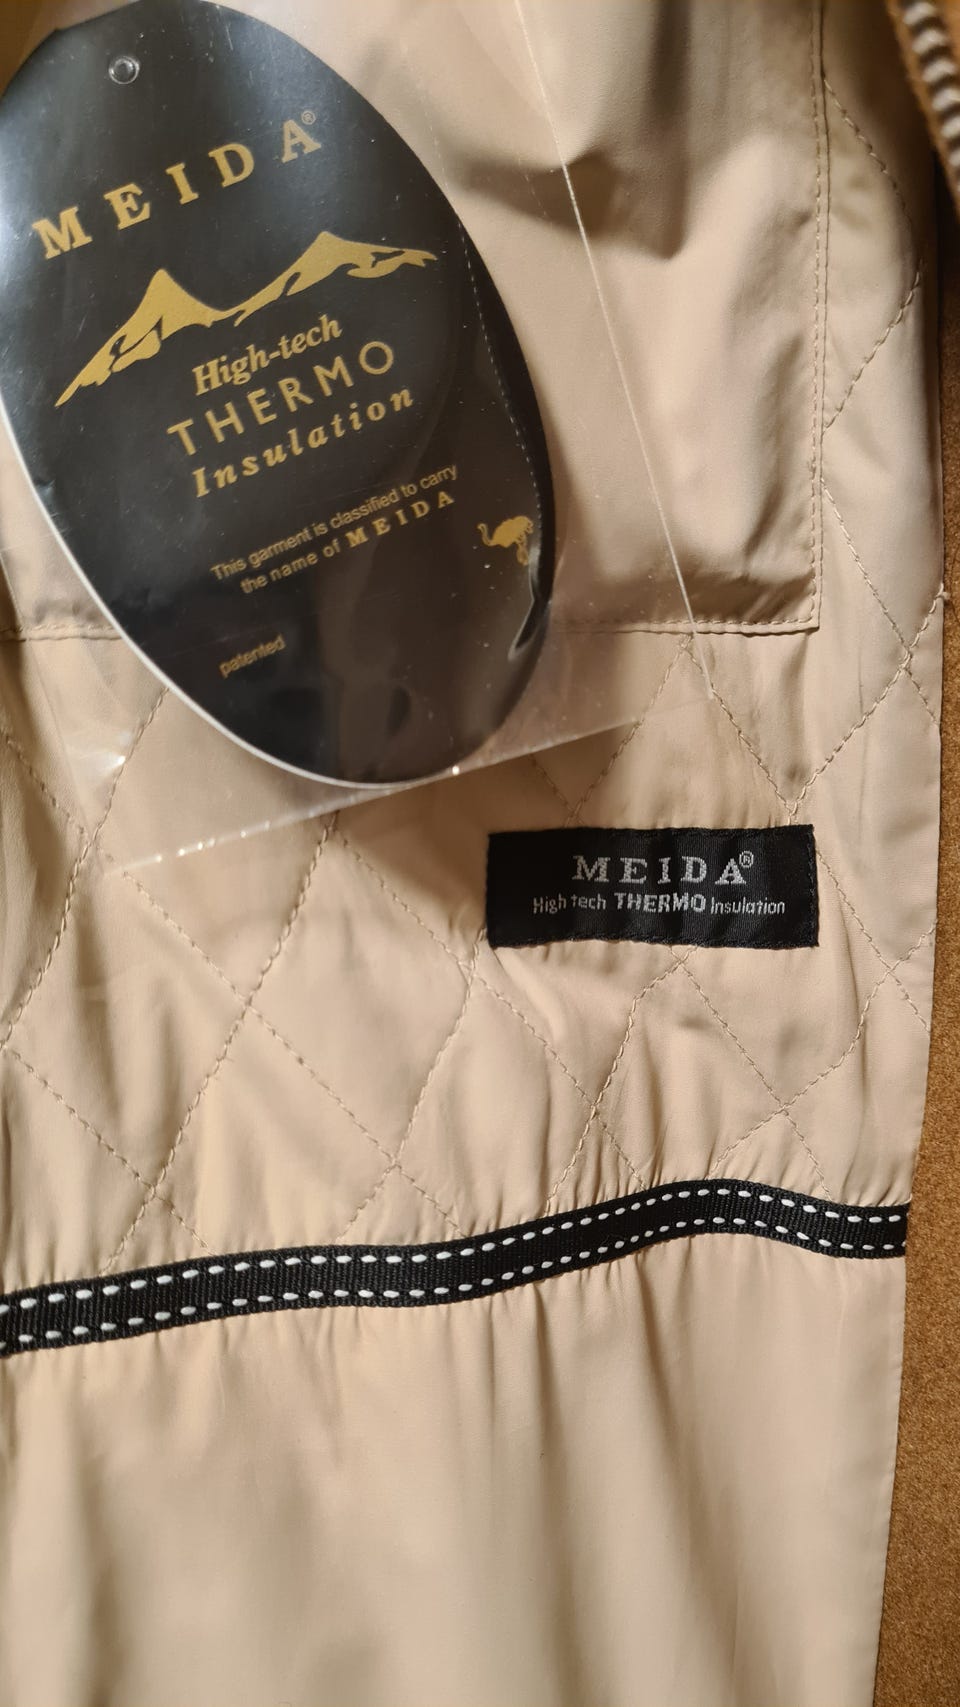 MEIDA®
High-tech
THERMO
Insulation
This garment is classified to carry
the name of MEIDA
patented
MEIDA®
High tech THERMO Insulation